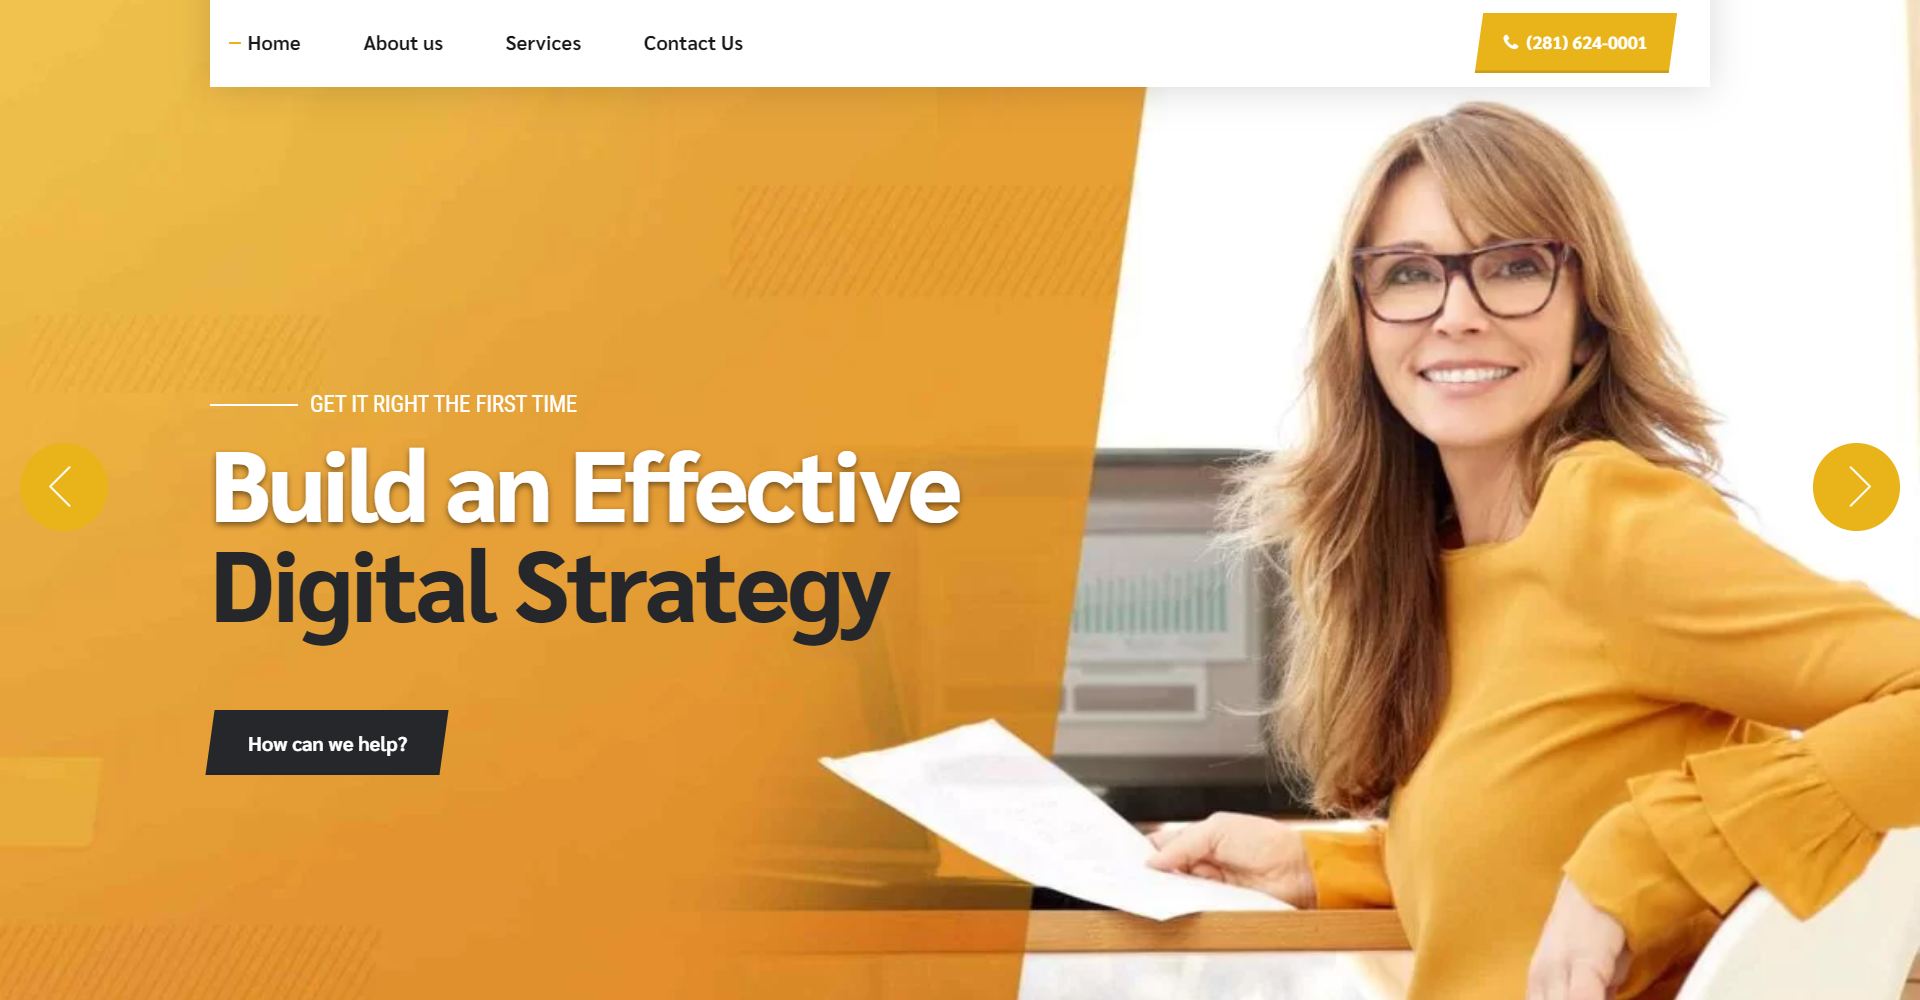 Home
About us
Services
Contact Us
(281) 624-0001
GET IT RIGHT THE FIRST TIME
Build an Effective
Digital Strategy
How can we help?